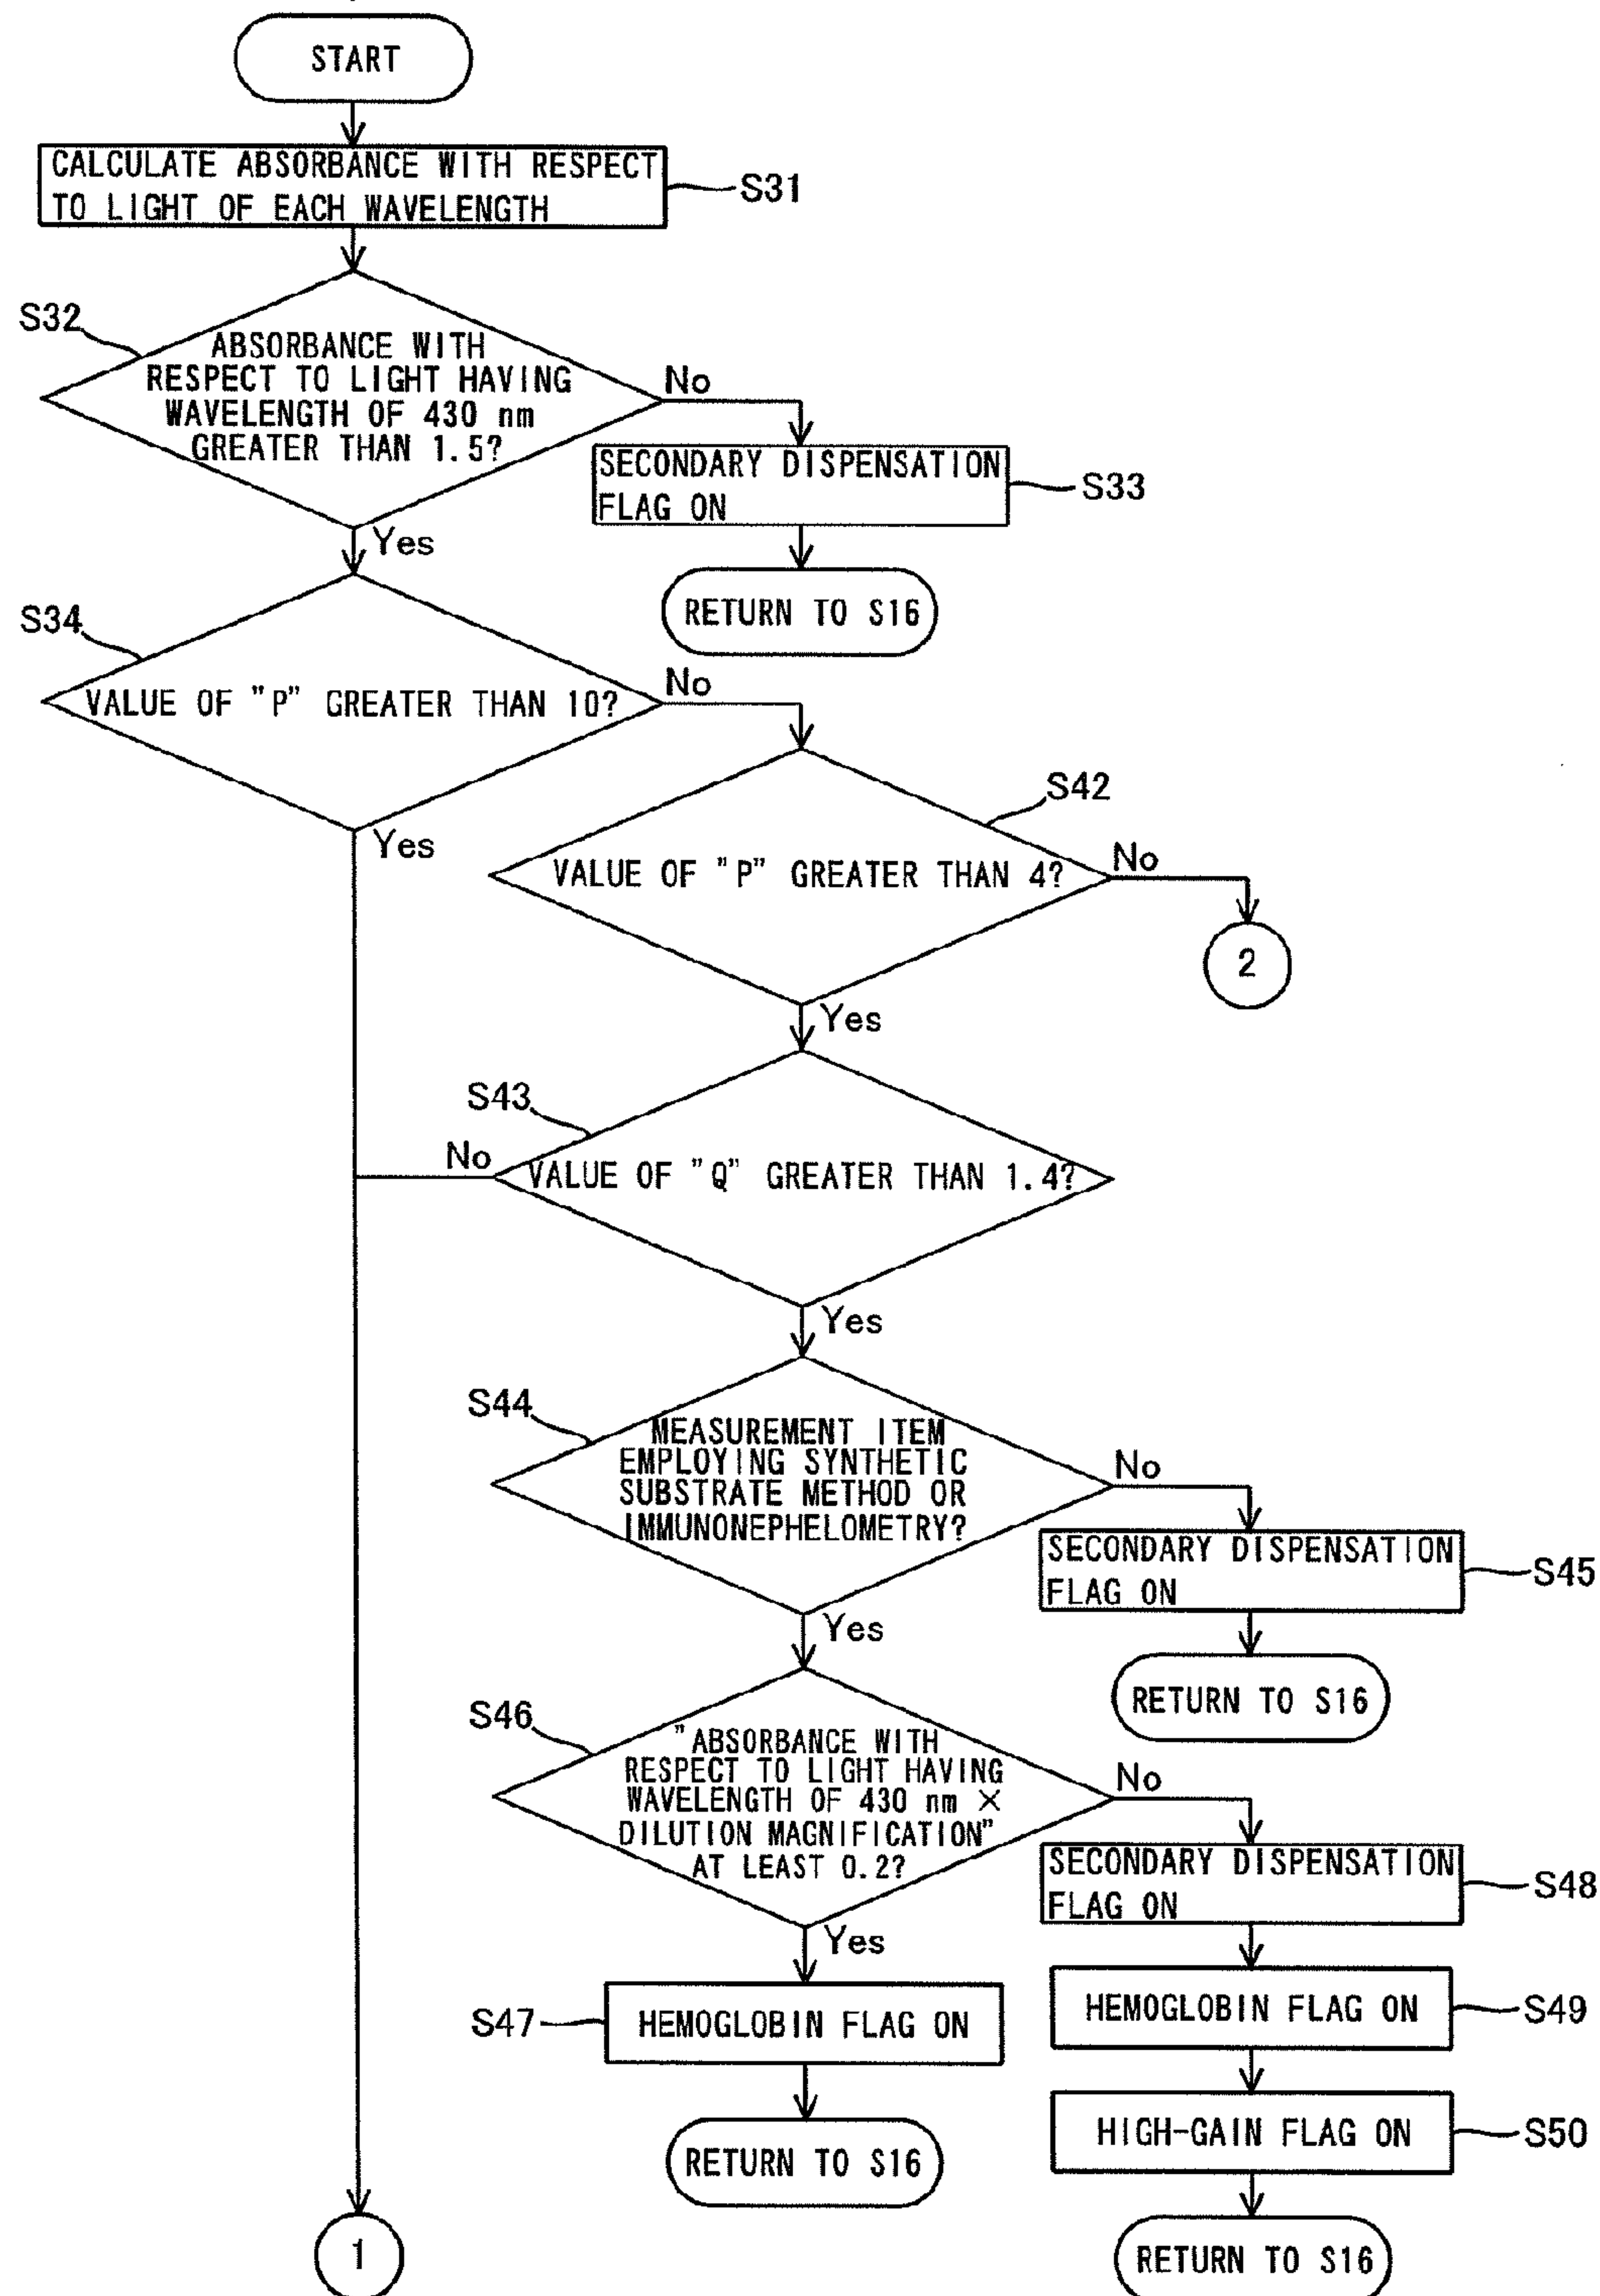 START
CALCULATE ABSORBANCE WITH RESPECT
TO LIGHT OF EACH WAVELENGTH
S31
S32
ABSORBANCE WITH
RESPECT TO LIGHT HAVING
WAVELENGTH OF 430 nm
GREATER THAN 1.5?
No
Yes
SECONDARY DISPENSATION
FLAG ON
S33
RETURN TO S16
S34
VALUE OF "P" GREATER THAN 10?
No
Yes
S42
VALUE OF "P" GREATER THAN 4?
No
2
Yes
S43
No
VALUE OF "Q" GREATER THAN 1.4?
Yes
S44
MEASUREMENT ITEM
EMPLOYING SYNTHETIC
SUBSTRATE METHOD OR
IMMUNONEPHELOMETRY?
No
Yes
SECONDARY DISPENSATION
FLAG ON
S45
RETURN TO S16
S46
"ABSORBANCE WITH
RESPECT TO LIGHT HAVING
WAVELENGTH OF 430 nm ×
DILUTION MAGNIFICATION"
AT LEAST 0.2?
No
Yes
SECONDARY DISPENSATION
FLAG ON
S48
S47
HEMOGLOBIN FLAG ON
HEMOGLOBIN FLAG ON
S49
RETURN TO S16
HIGH-GAIN FLAG ON
S50
1
RETURN TO S16